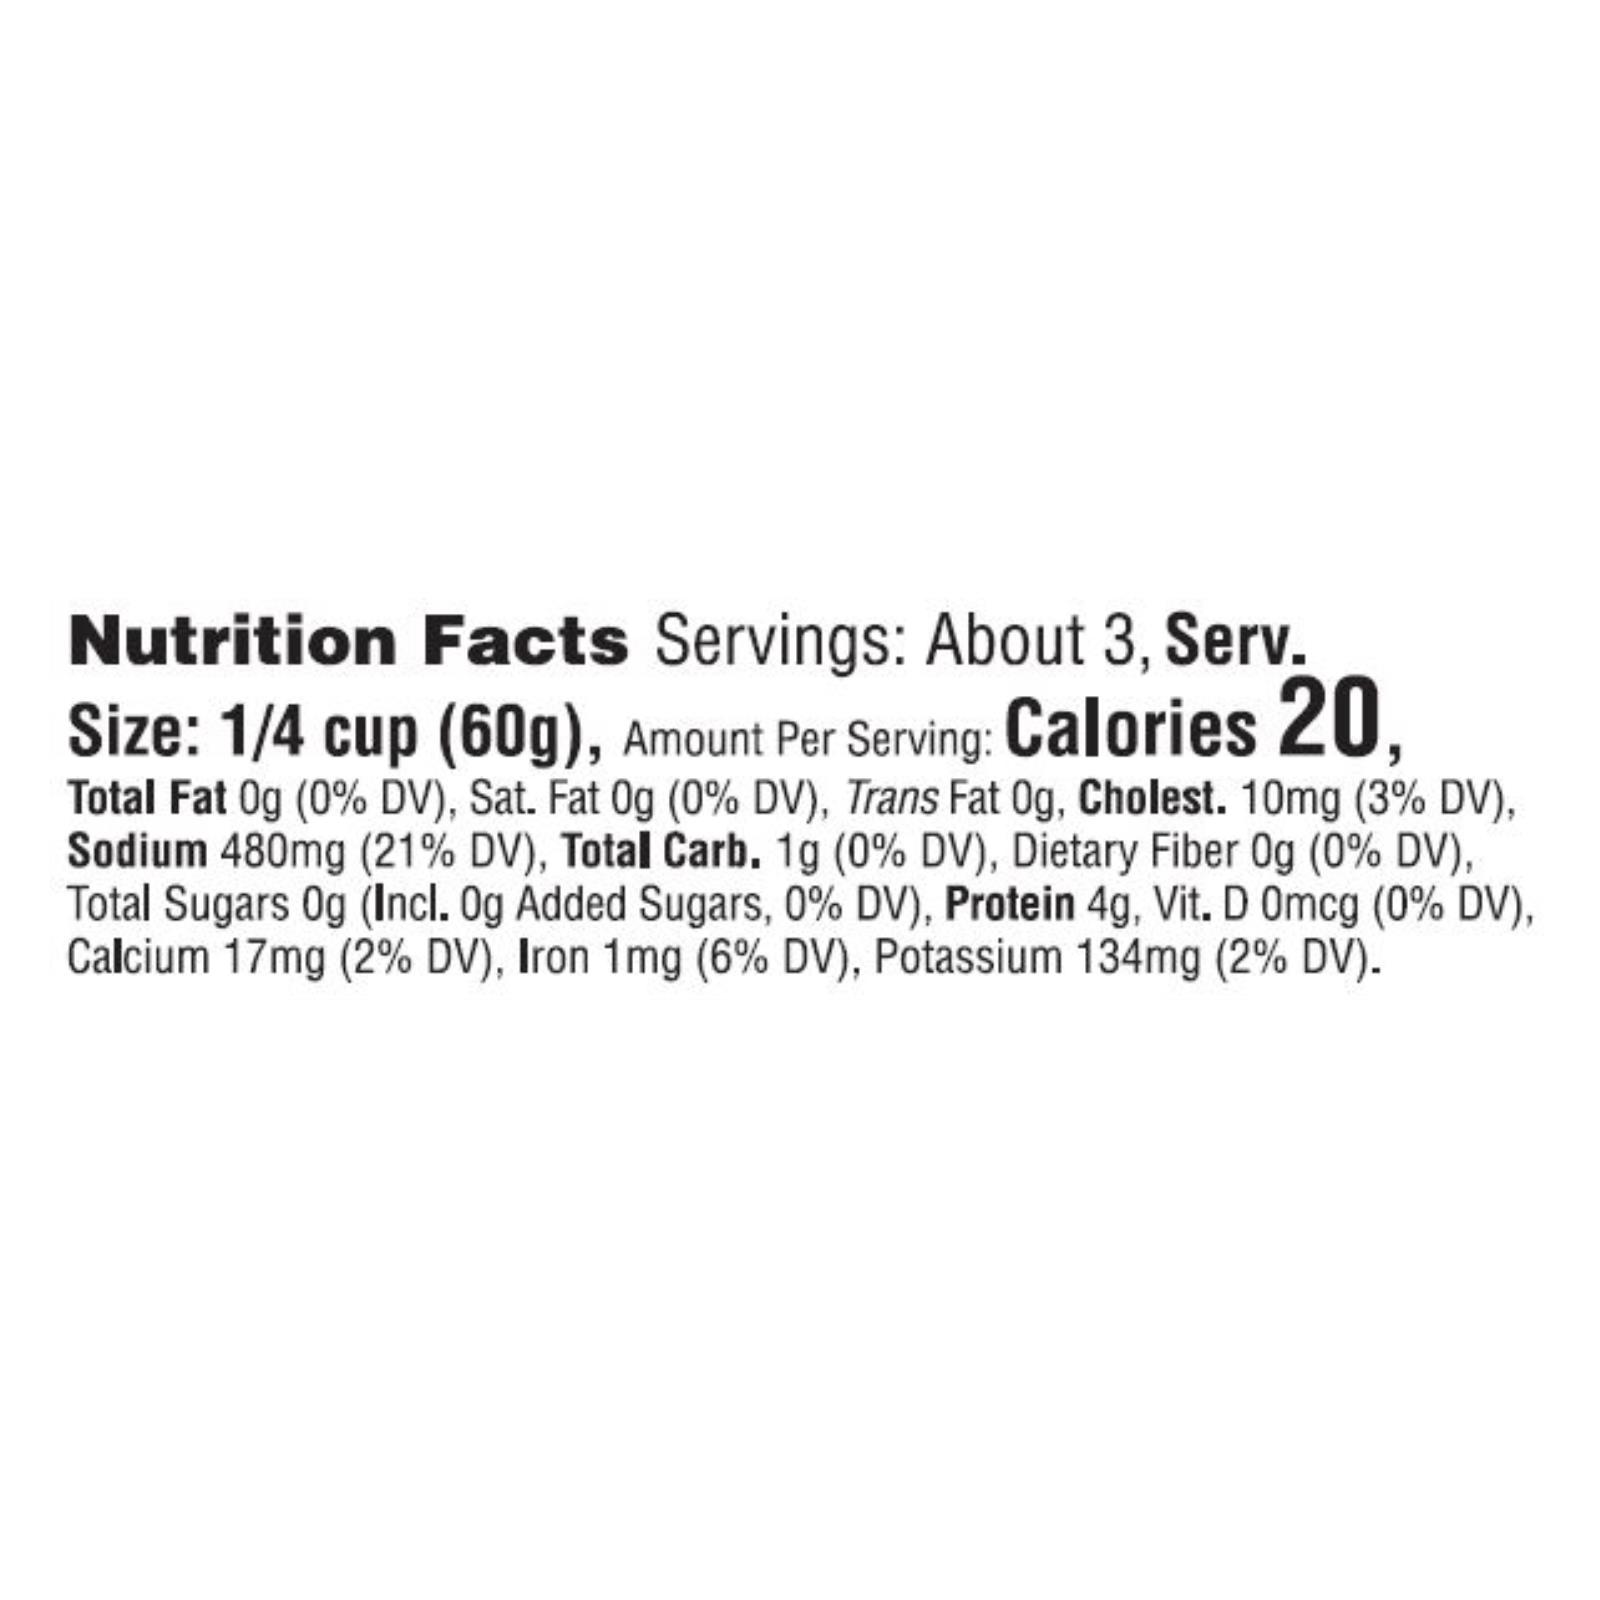 Nutrition Facts Servings: About 3, Serv.
Size: 1/4 cup (60g), Amount Per Serving: Calories 20,
Total Fat 0g (0% DV), Sat. Fat 0g (0% DV), Trans Fat 0g, Cholest. 10mg (3% DV),
Sodium 480mg (21% DV), Total Carb. 1g (0% DV), Dietary Fiber 0g (0% DV),
Total Sugars 0g (Incl. 0g Added Sugars, 0% DV), Protein 4g, Vit. D 0mcg (0% DV),
Calcium 17mg (2% DV), Iron 1mg (6% DV), Potassium 134mg (2% DV).